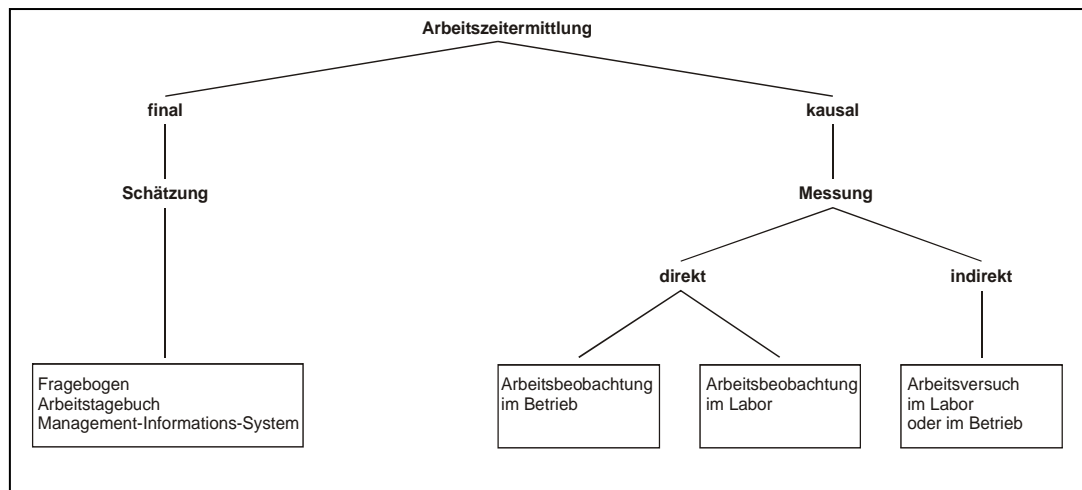 Arbeitszeitermittlung
final
kausal
Schätzung
Messung
direkt
indirekt
Fragebogen
Arbeitstagebuch
Management-Informations-System
Arbeitsbeobachtung
im Betrieb
Arbeitsbeobachtung
im Labor
Arbeitsversuch
im Labor
oder im Betrieb